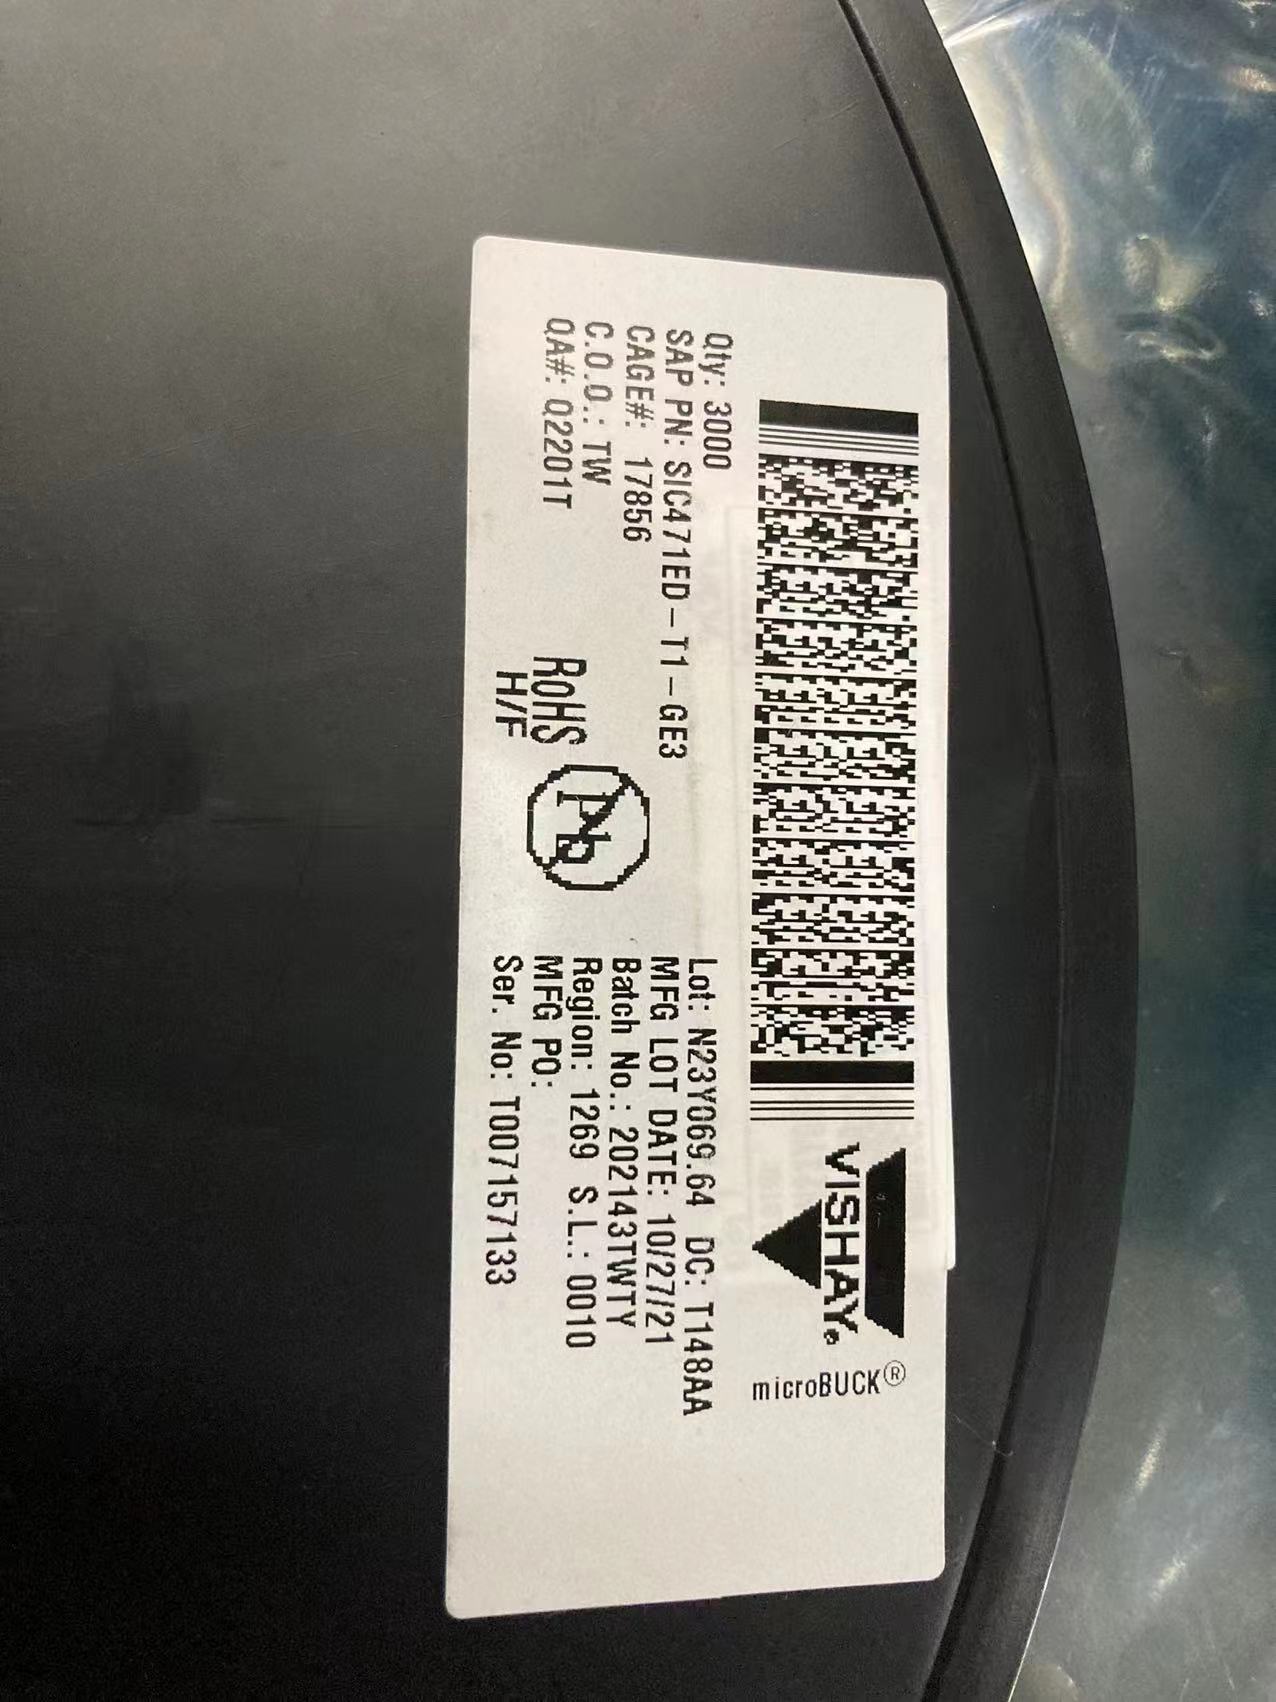 VISHAY®
microBUCK®
Qty: 3000
SAP PN: SIC471ED-T1-GE3
CAGE#: 17856
C.O.O.: TW
QA#: Q2201T
RoHS
H/F
Pb
Lot: N23Y069.64 DC: T148AA
MFG LOT DATE: 10/27/21
Batch No.: 202143TWTY
Region: 1269 S.L.: 0010
MFG PO:
Ser. No: T007157133